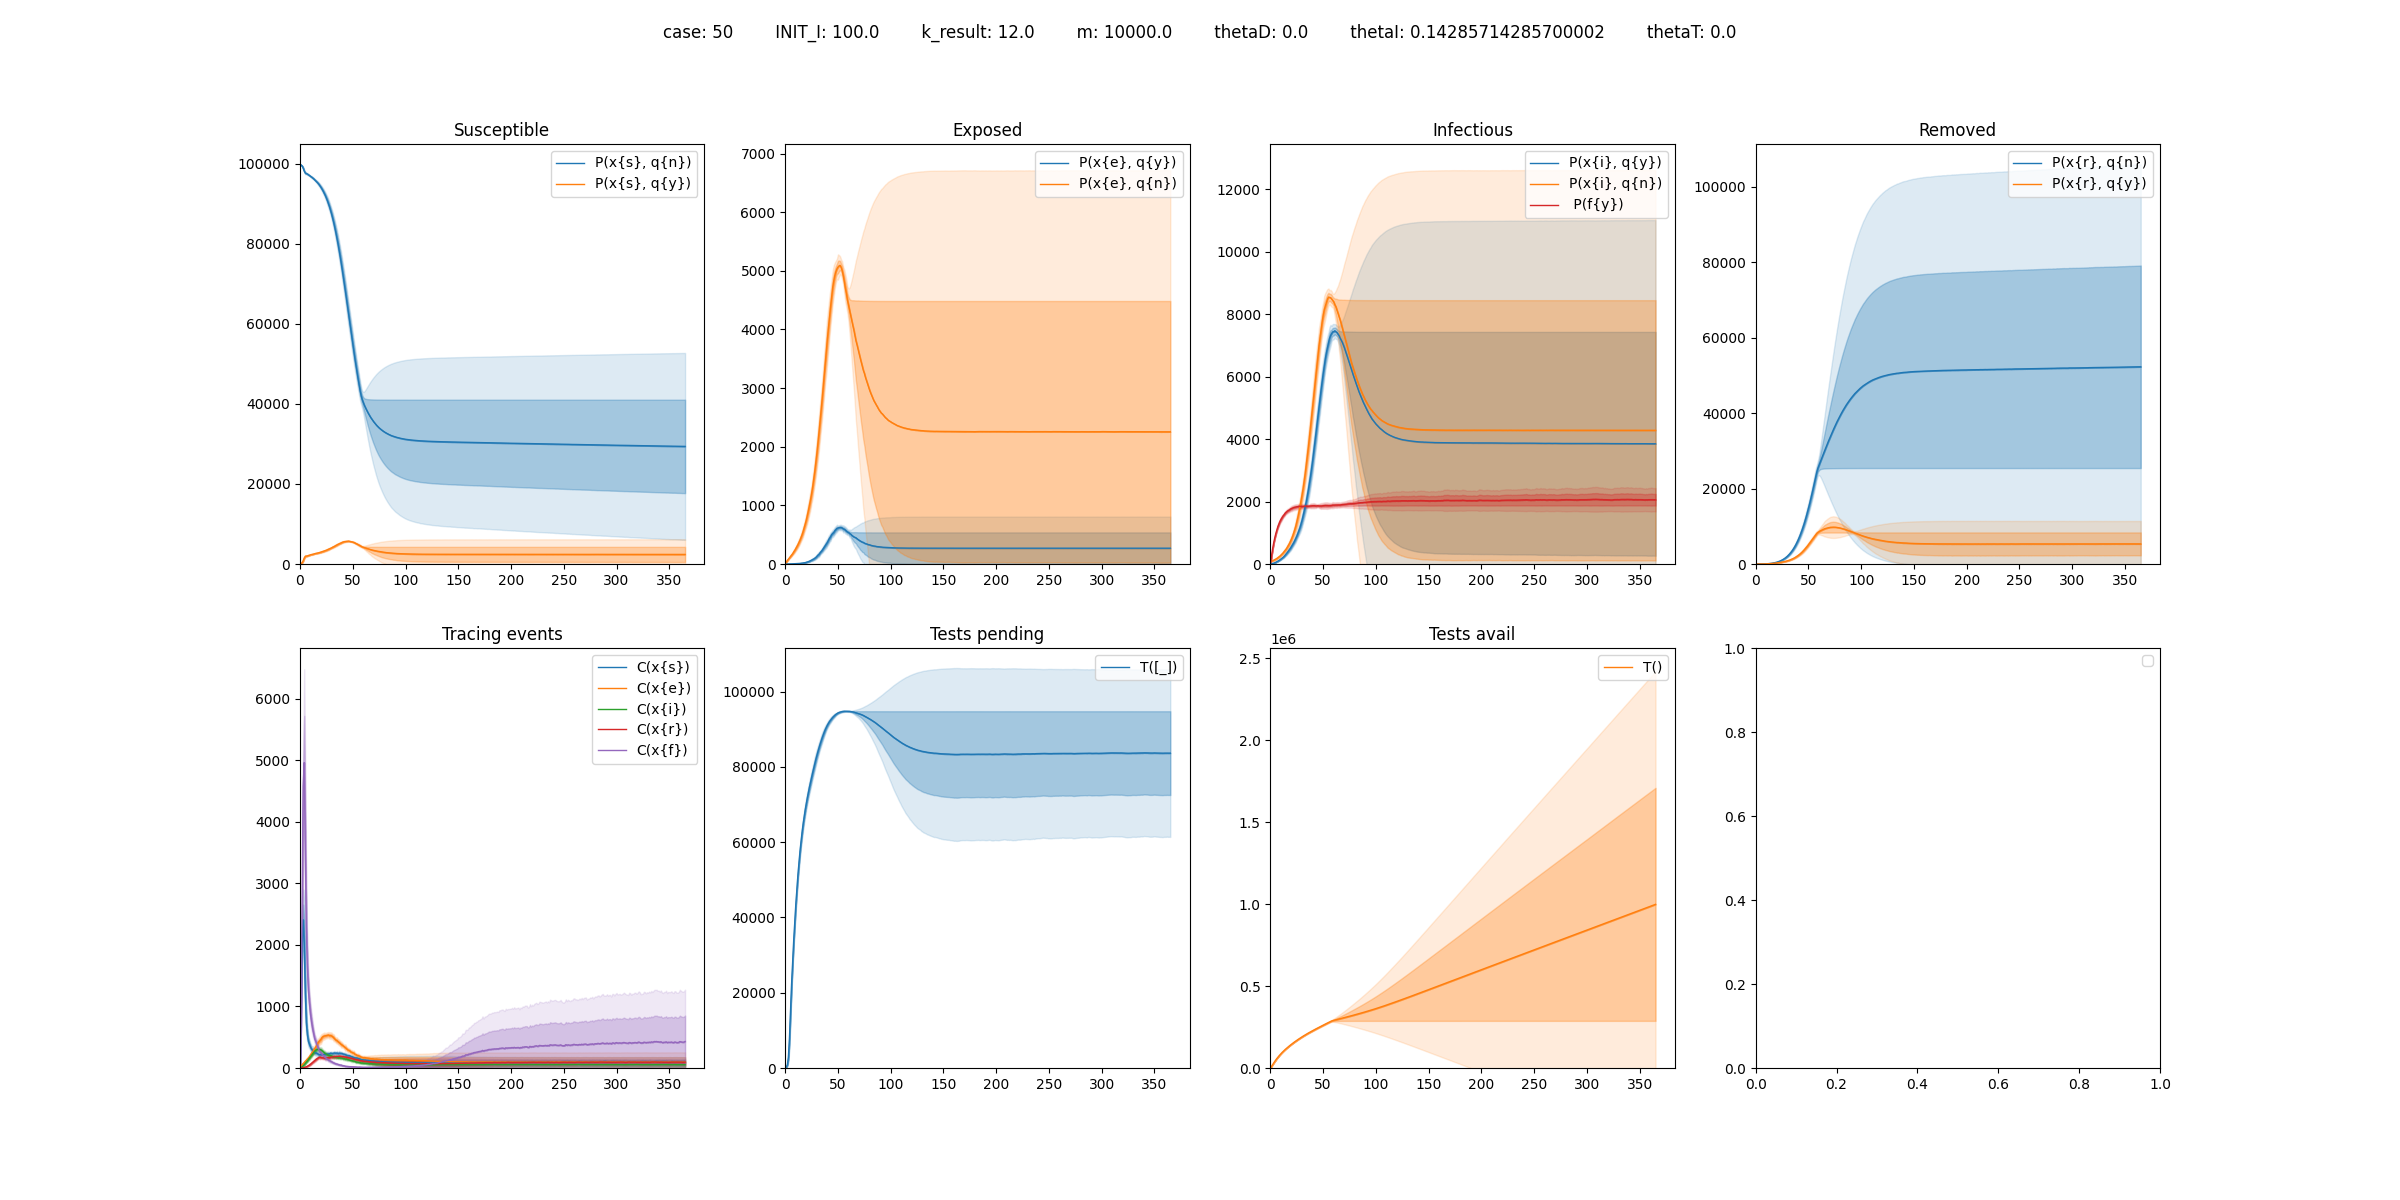 case: 50 INIT_I: 100.0 k_result: 12.0 m: 10000.0 thetaD: 0.0 thetaI: 0.14285714285700002 thetaT: 0.0
Susceptible
100000
80000
60000
40000
20000
0
0 50 100 150 200 250 300 350
P(x{s}, q{n})
P(x{s}, q{y})
Exposed
7000
6000
5000
4000
3000
2000
1000
0
0 50 100 150 200 250 300 350
P(x{e}, q{y})
P(x{e}, q{n})
Infectious
12000
10000
8000
6000
4000
2000
0
0 50 100 150 200 250 300 350
P(x{i}, q{y})
P(x{i}, q{n})
P(f{y})
Removed
100000
80000
60000
40000
20000
0
0 50 100 150 200 250 300 350
P(x{r}, q{n})
P(x{r}, q{y})
Tracing events
6000
5000
4000
3000
2000
1000
0
0 50 100 150 200 250 300 350
C(x{s})
C(x{e})
C(x{i})
C(x{r})
C(x{f})
Tests pending
100000
80000
60000
40000
20000
0
0 50 100 150 200 250 300 350
T([_])
Tests avail
1e6
2.5
2.0
1.5
1.0
0.5
0.0
0 50 100 150 200 250 300 350
T()
1.0
0.8
0.6
0.4
0.2
0.0
0.0 0.2 0.4 0.6 0.8 1.0